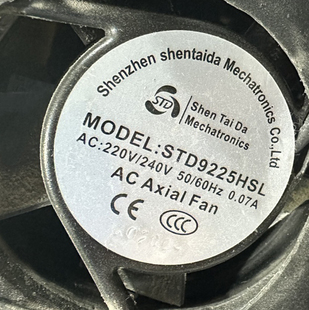 Shenzhen shentaida Mechatronics Co,.Ltd
STD
Shen Tai Da
Mechatronics
MODEL:STD9225HSL
AC:220V/240V 50/60Hz 0.07A
AC Axial Fan
CE
CCC